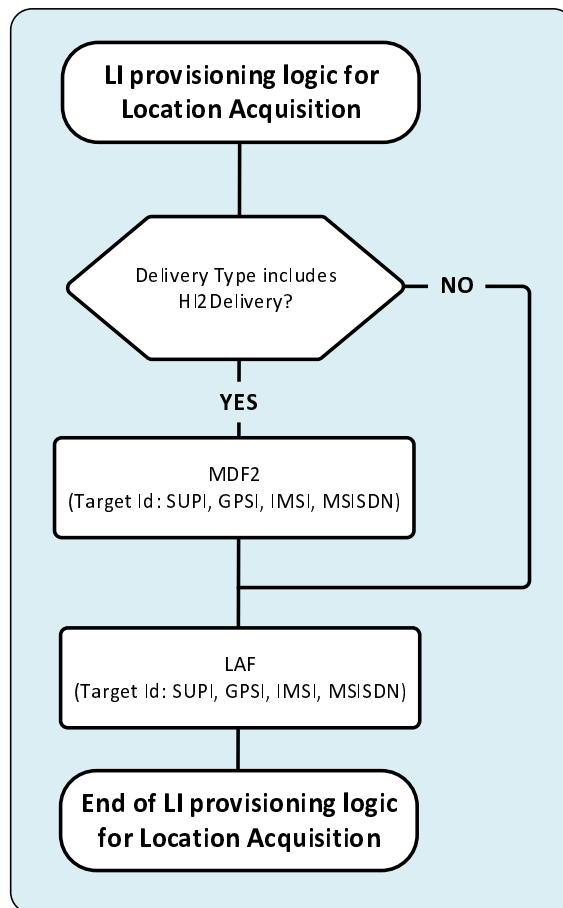 LI provisioning logic for
Location Acquisition
Delivery Type includes
HI2Delivery?
NO
YES
MDF2
(Target Id: SUPI, GPSI, IMSI, MSISDN)
LAF
(Target Id: SUPI, GPSI, IMSI, MSISDN)
End of LI provisioning logic
for Location Acquisition